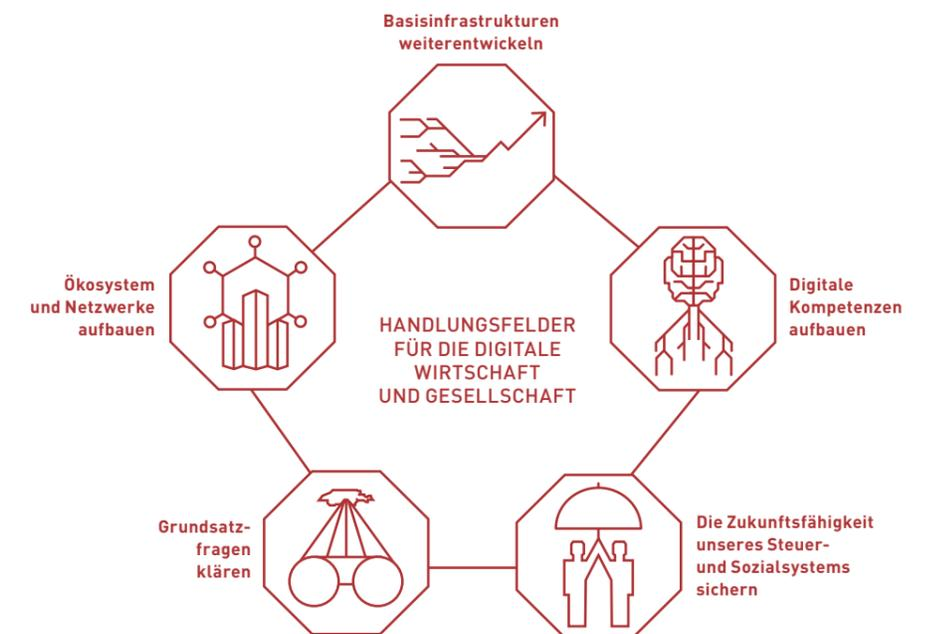 Basisinfrastrukturen
weiterentwickeln
Ökosystem
und Netzwerke
aufbauen
Digitale
Kompetenzen
aufbauen
HANDLUNGSFELDER
FÜR DIE DIGITALE
WIRTSCHAFT
UND GESELLSCHAFT
Grundsatz-
fragen
klären
Die Zukunftsfähigkeit
unseres Steuer-
und Sozialsystems
sichern